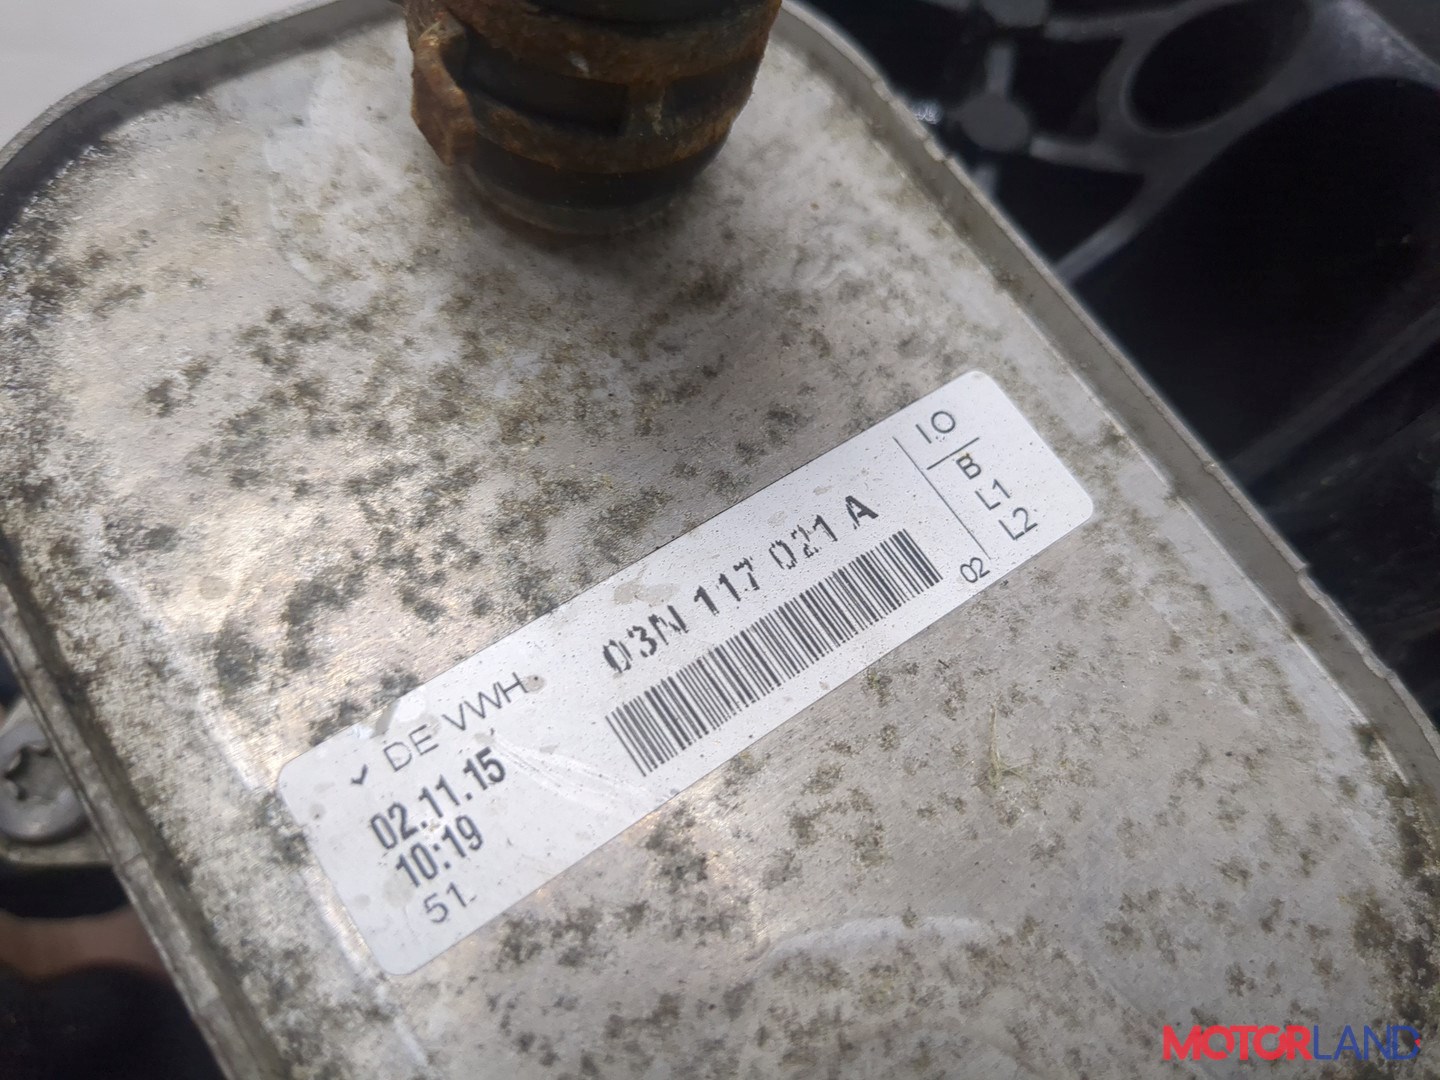 03N 117 021 A
DE VWH
02.11.15
10:19
51.
I.O
B
L1
L2
02
MOTORLAND